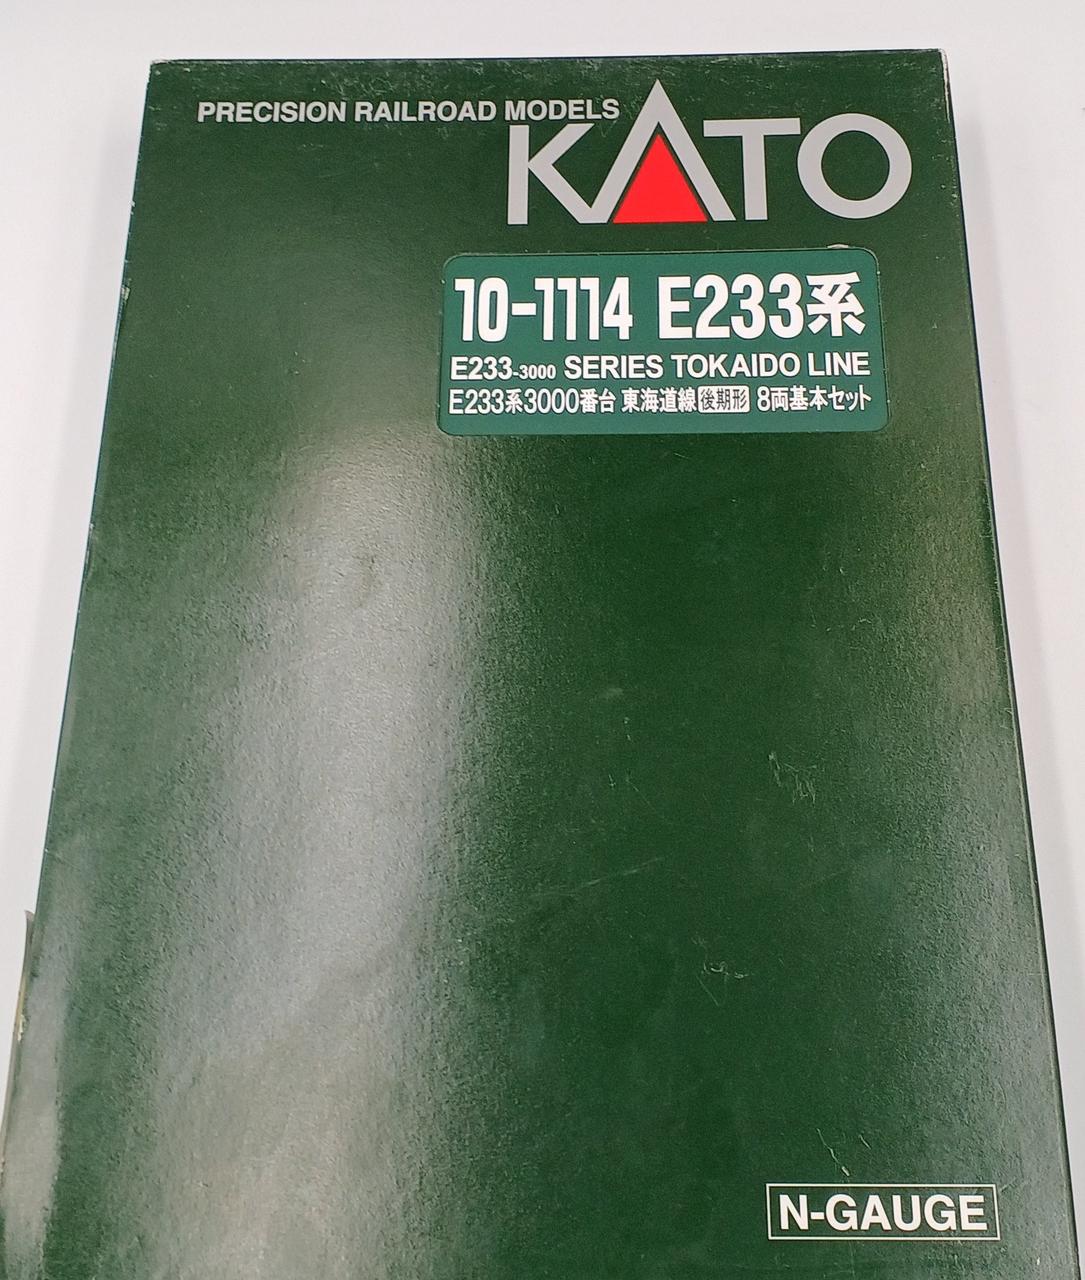 PRECISION RAILROAD MODELS
KATO
10-1114 E233系
E233-3000 SERIES TOKAIDO LINE
E233系3000番台 東海道線 後期形 8両基本セット
N-GAUGE